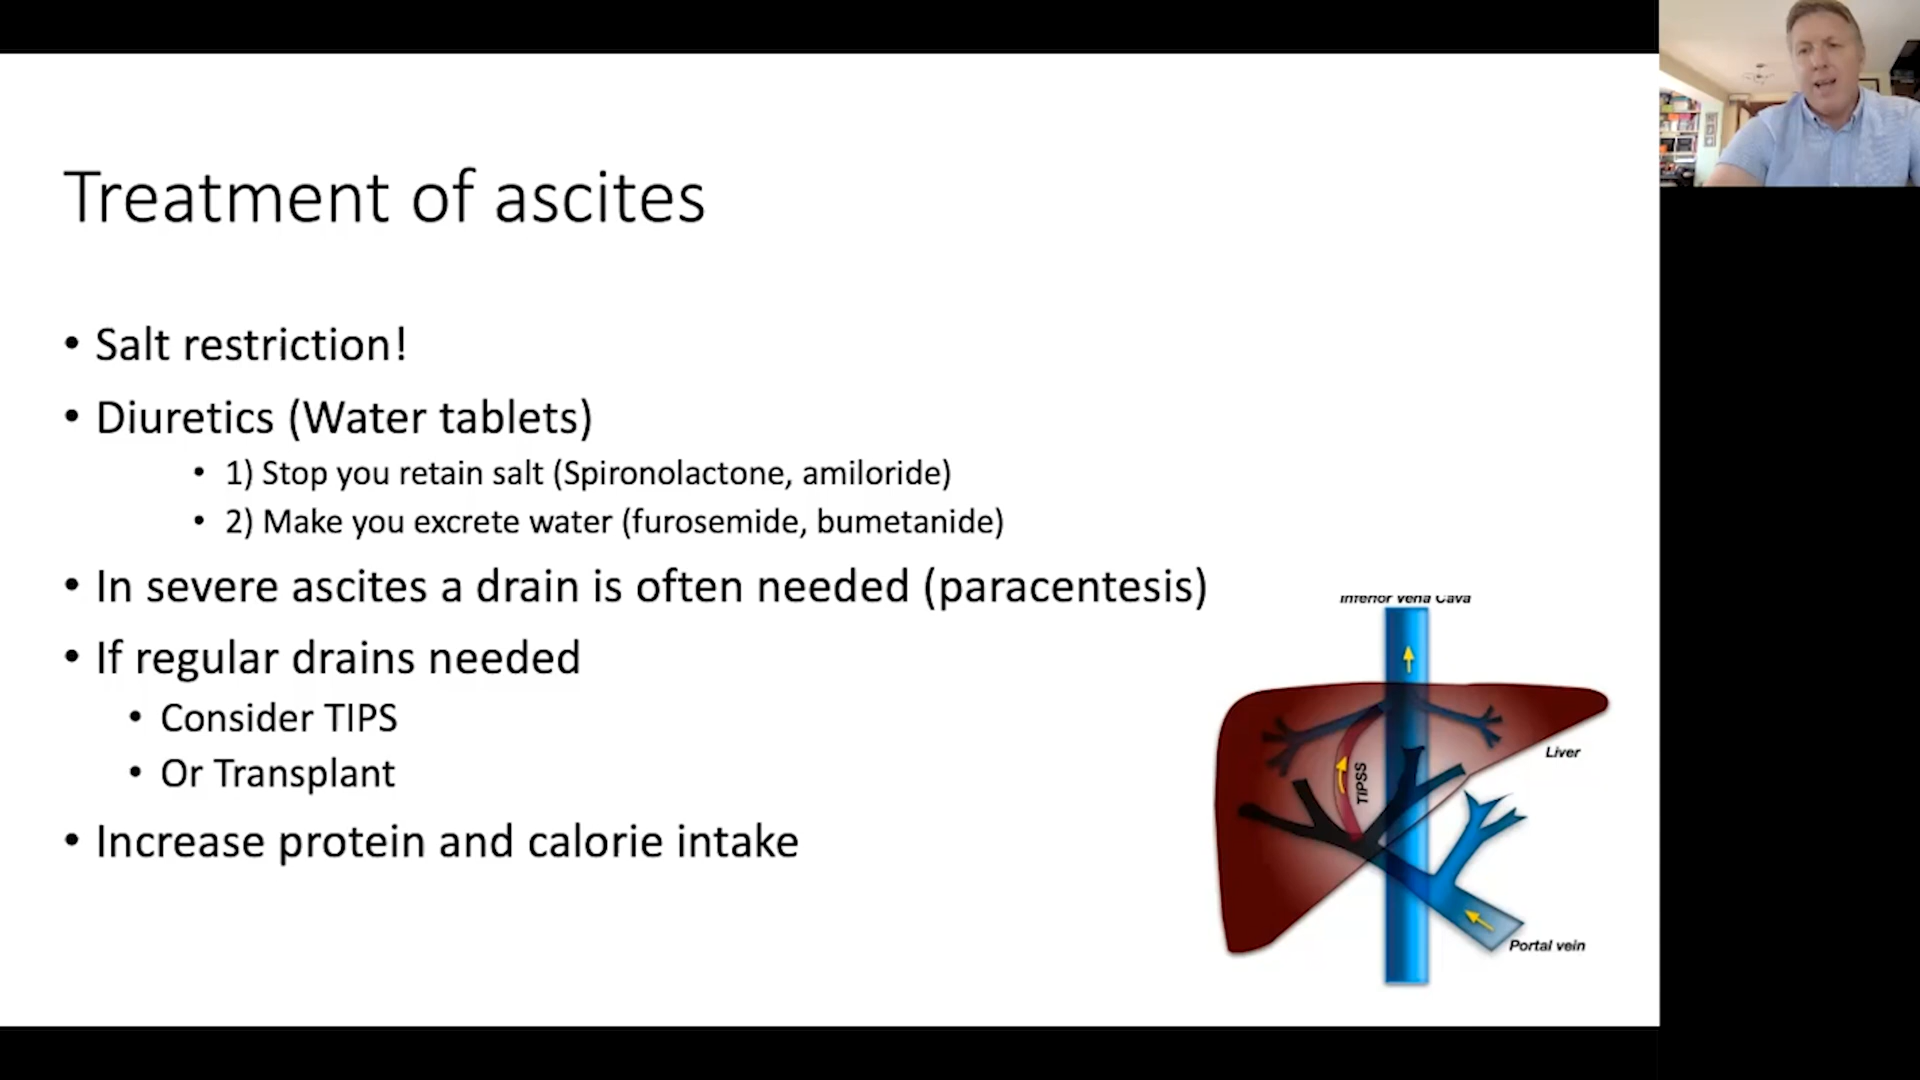 Treatment of ascites
• Salt restriction!
• Diuretics (Water tablets)
• 1) Stop you retain salt (Spironolactone, amiloride)
• 2) Make you excrete water (furosemide, bumetanide)
• In severe ascites a drain is often needed (paracentesis)
• If regular drains needed
• Consider TIPS
• Or Transplant
• Increase protein and calorie intake
Inferior Vena Cava
Liver
TIPSS
Portal vein